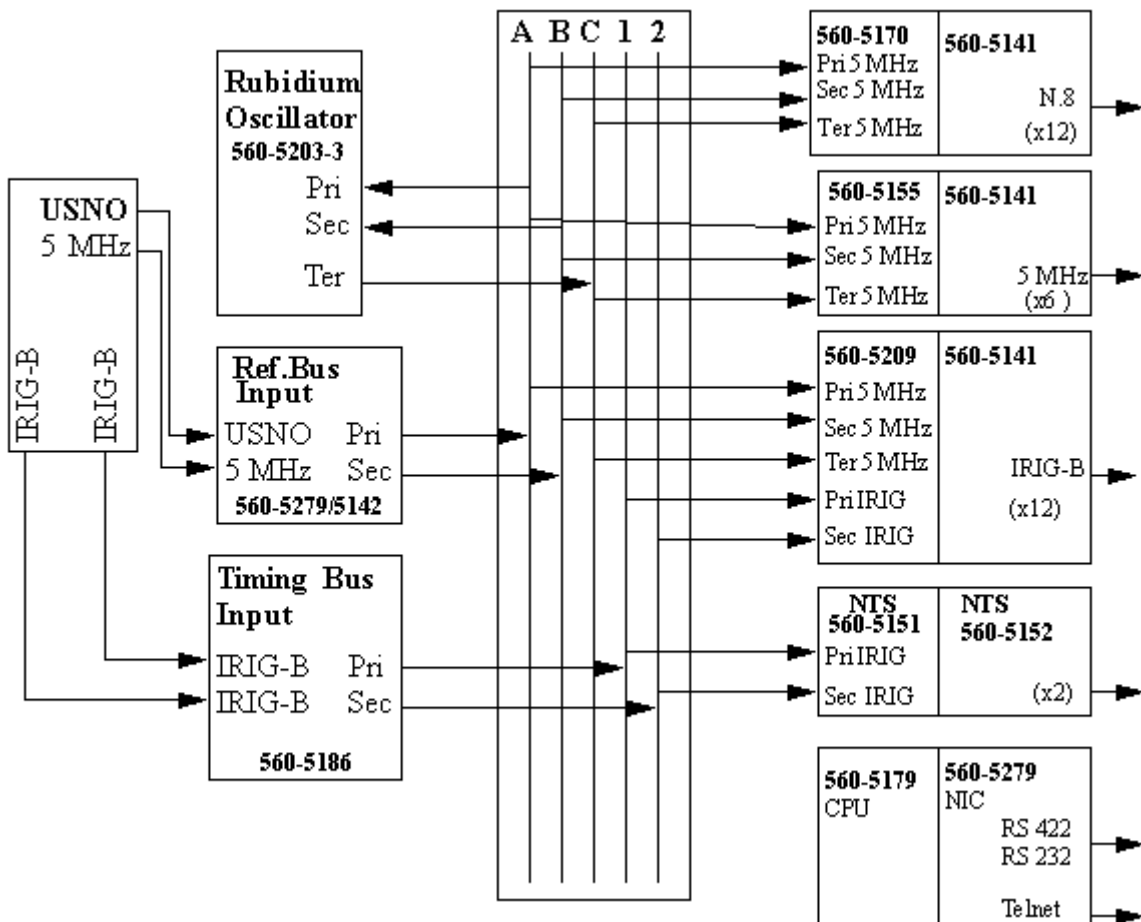 USNO
5 MHz
IRIG-B
IRIG-B
Rubidium
Oscillator
560-5203-3
Pri
Sec
Ter
Ref.Bus
Input
USNO Pri
5 MHz Sec
560-5279/5142
Timing Bus
Input
IRIG-B Pri
IRIG-B Sec
560-5186
A B C 1 2
560-5170
Pri 5 MHz
Sec 5 MHz
Ter 5 MHz
560-5141
N.8
(x12)
560-5155
Pri 5 MHz
Sec 5 MHz
Ter 5 MHz
560-5141
5 MHz
(x6 )
560-5209
Pri 5 MHz
Sec 5 MHz
Ter 5 MHz
Pri IRIG
Sec IRIG
560-5141
IRIG-B
(x12)
NTS
560-5151
Pri IRIG
Sec IRIG
NTS
560-5152
(x2)
560-5179
CPU
560-5279
NIC
RS 422
RS 232
Telnet